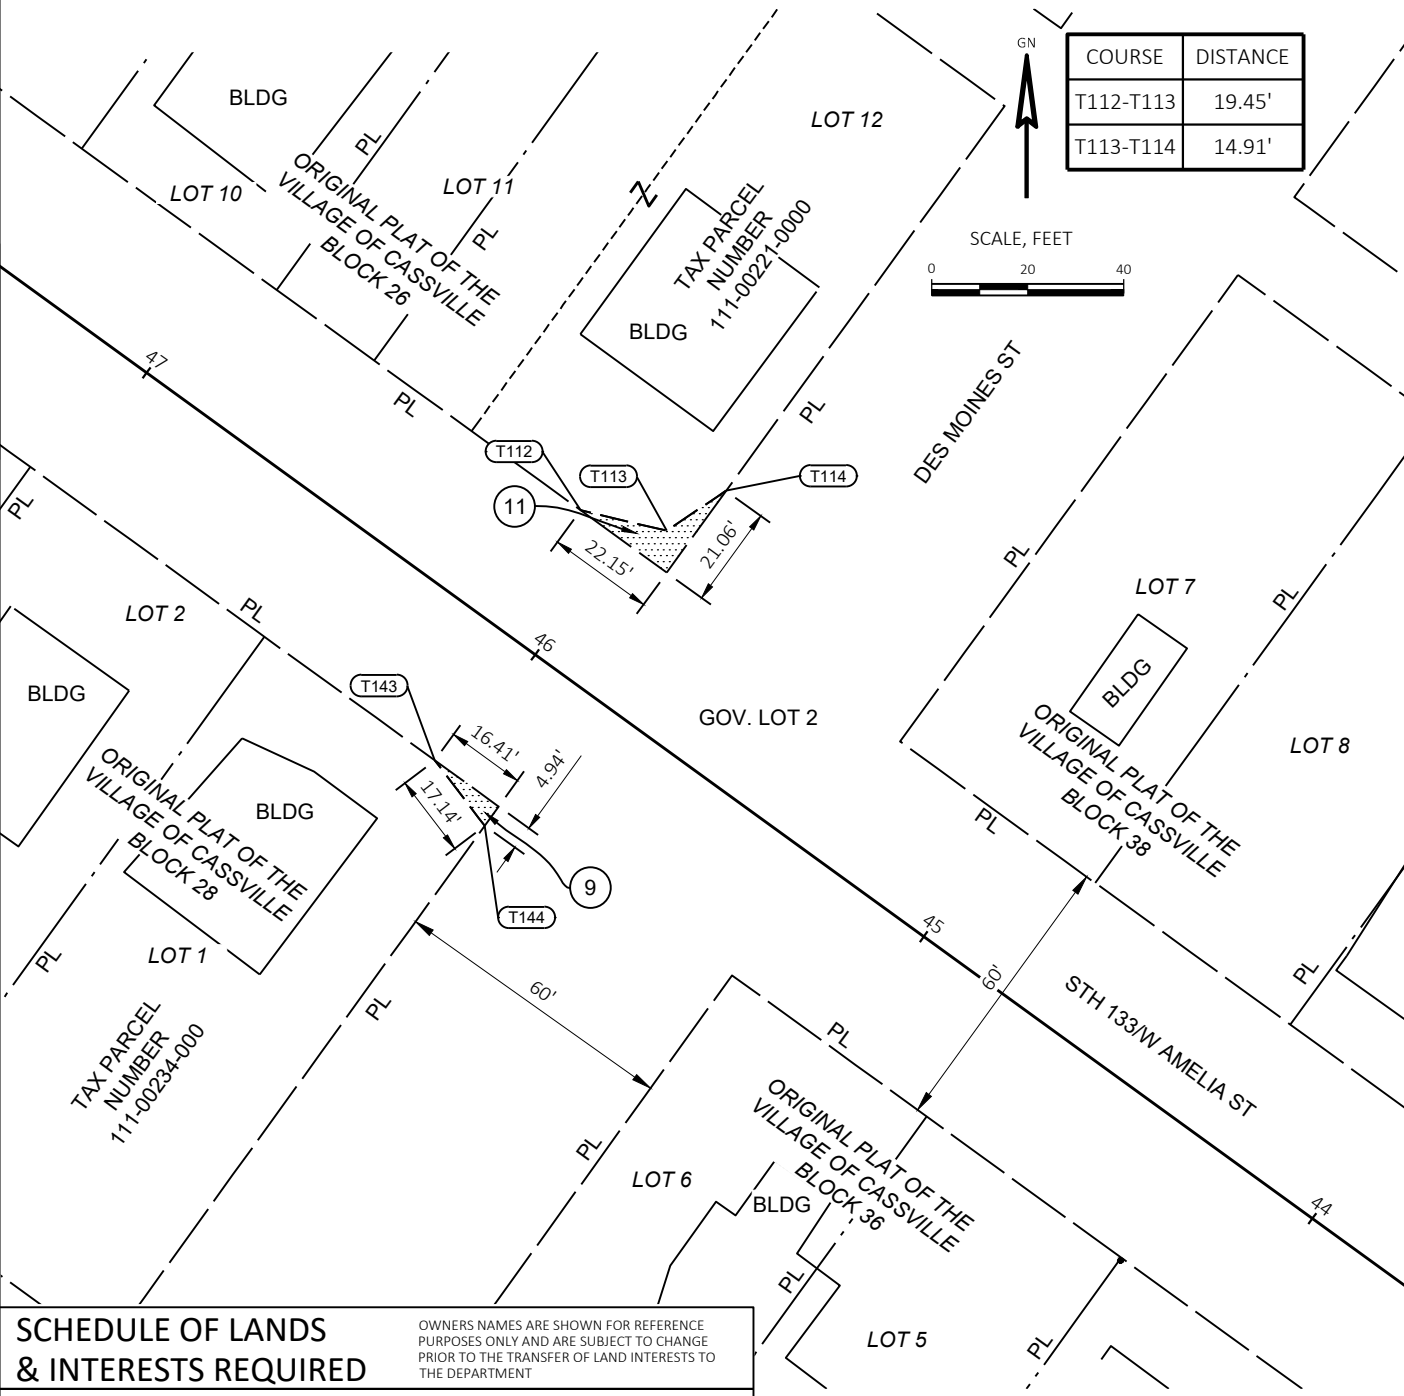 GN
COURSE DISTANCE
T112-T113 19.45'
T113-T114 14.91'
SCALE, FEET
0 20 40
BLDG
LOT 10
PL
ORIGINAL PLAT OF THE
VILLAGE OF CASSVILLE
BLOCK 26
LOT 11
PL
LOT 12
Z
TAX PARCEL
NUMBER
111-00221-0000
BLDG
PL
DES MOINES ST
47
PL
T112
T113
T114
11
22.15'
21.06'
PL
LOT 2
PL
BLDG
46
T143
16.41'
4.94'
17.14'
9
T144
GOV. LOT 2
PL
LOT 7
PL
BLDG
LOT 8
ORIGINAL PLAT OF THE
VILLAGE OF CASSVILLE
BLOCK 38
PL
ORIGINAL PLAT OF THE
VILLAGE OF CASSVILLE
BLOCK 28
BLDG
LOT 1
PL
TAX PARCEL
NUMBER
111-00234-000
PL
60'
45
60'
PL
STH 133/W AMELIA ST
PL
44
PL
LOT 6
ORIGINAL PLAT OF THE
VILLAGE OF CASSVILLE
BLOCK 36
BLDG
PL
LOT 5
PL
SCHEDULE OF LANDS
& INTERESTS REQUIRED
OWNERS NAMES ARE SHOWN FOR REFERENCE
PURPOSES ONLY AND ARE SUBJECT TO CHANGE
PRIOR TO THE TRANSFER OF LAND INTERESTS TO
THE DEPARTMENT